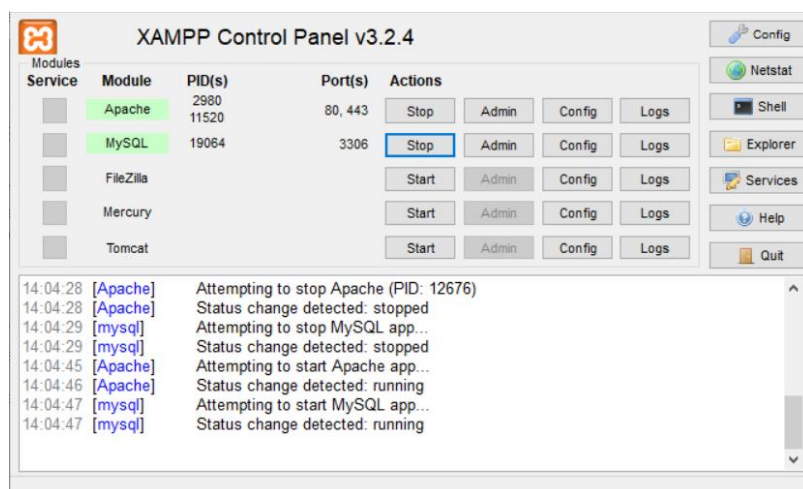 XAMPP Control Panel v3.2.4
Config
Modules
Service Module PID(s) Port(s) Actions
Netstat
Apache 2980 11520 80, 443 Stop Admin Config Logs
Shell
MySQL 19064 3306 Stop Admin Config Logs
Explorer
FileZilla Start Admin Config Logs
Services
Mercury Start Admin Config Logs
Help
Tomcat Start Admin Config Logs
Quit
14:04:28 [Apache] Attempting to stop Apache (PID: 12676)
14:04:28 [Apache] Status change detected: stopped
14:04:29 [mysql] Attempting to stop MySQL app...
14:04:29 [mysql] Status change detected: stopped
14:04:45 [Apache] Attempting to start Apache app...
14:04:46 [Apache] Status change detected: running
14:04:47 [mysql] Attempting to start MySQL app...
14:04:47 [mysql] Status change detected: running